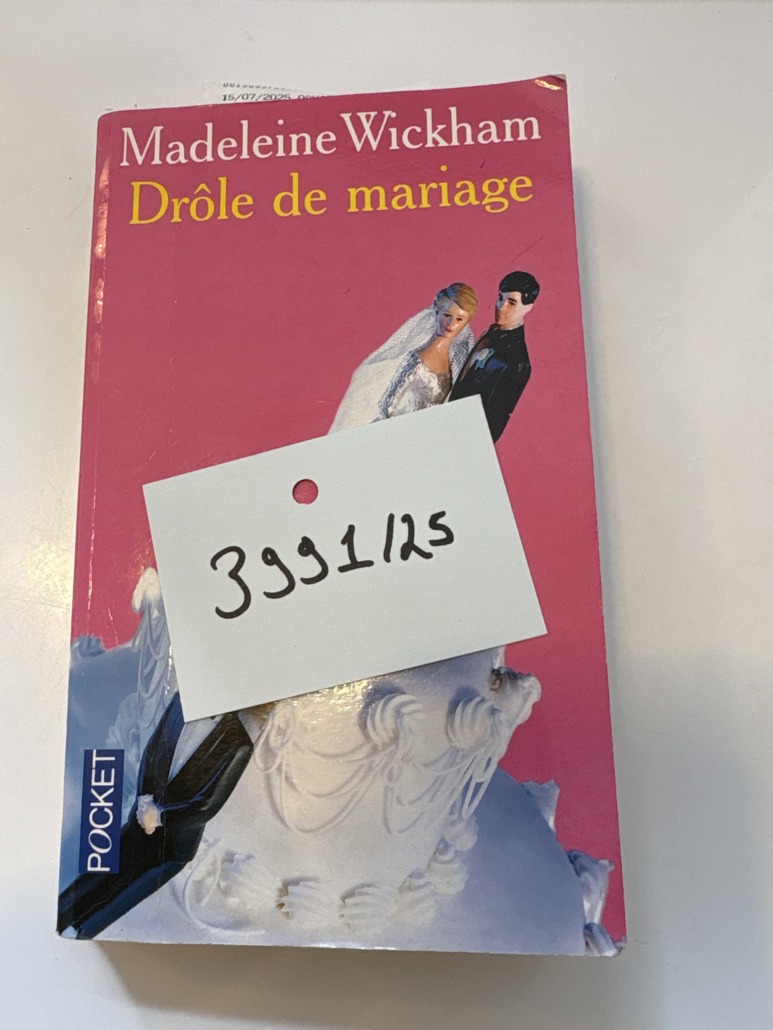 15/07/2025
Madeleine Wickham
Drôle de mariage
3991/25
POCKET